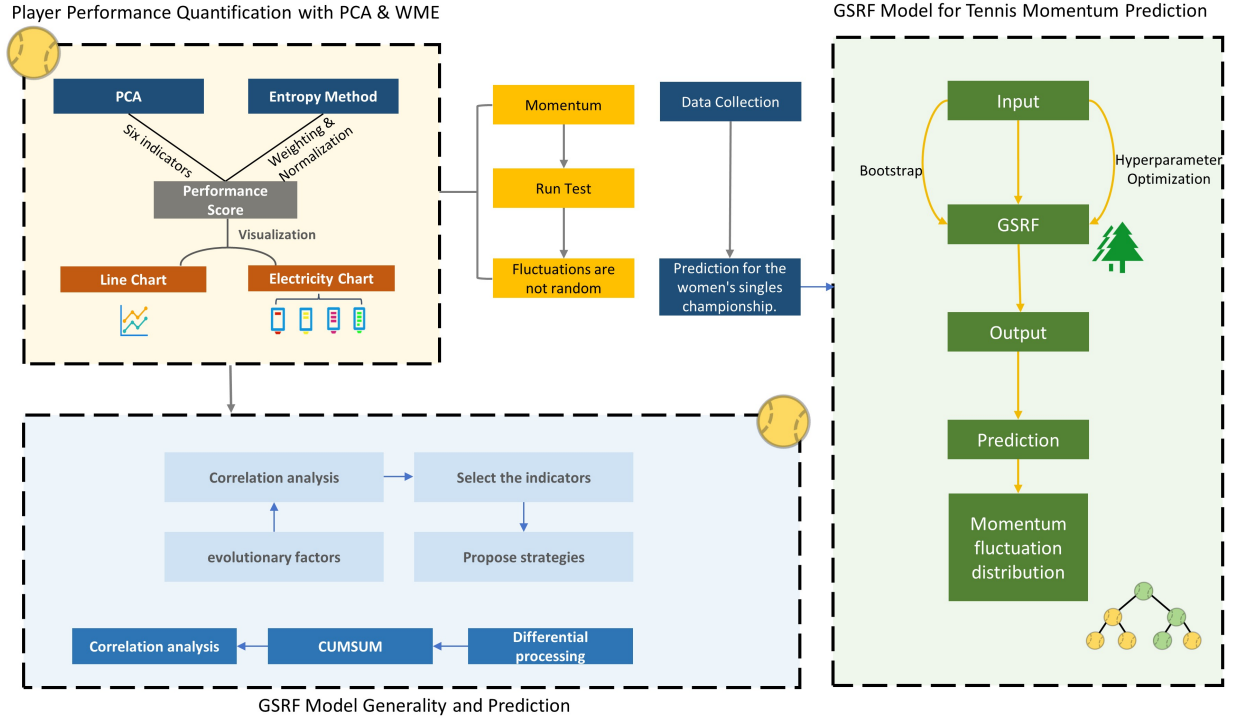 Player Performance Quantification with PCA & WME
PCA
Entropy Method
Six indicators
Weighting &
Normalization
Performance
Score
Visualization
Line Chart
Electricity Chart
Momentum
Run Test
Fluctuations are
not random
Data Collection
Prediction for the
women's singles
championship.
GSRF Model for Tennis Momentum Prediction
Input
Bootstrap
Hyperparameter
Optimization
GSRF
Output
Prediction
Momentum
fluctuation
distribution
Correlation analysis
Select the indicators
evolutionary factors
Propose strategies
Correlation analysis
CUMSUM
Differential
processing
GSRF Model Generality and Prediction